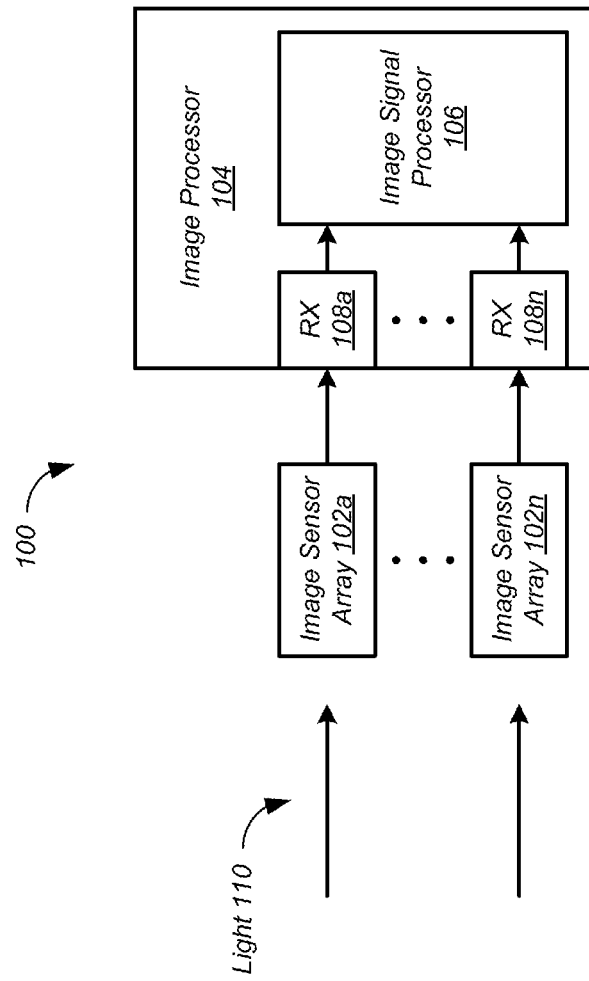 100
Light 110
Image Sensor
Array 102a
Image Sensor
Array 102n
RX
108a
RX
108n
Image Processor
104
Image Signal
Processor
106